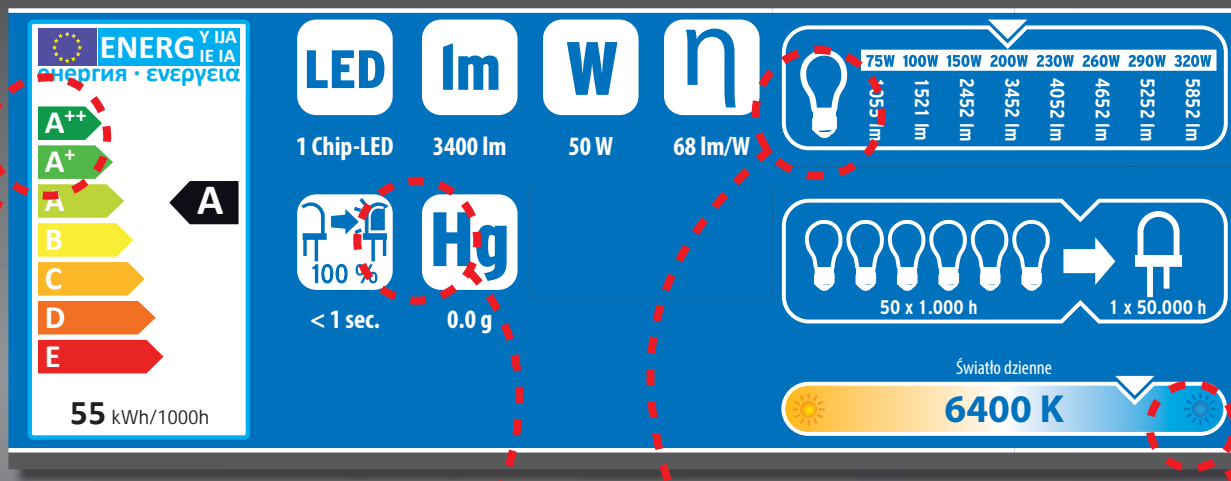 ENERG Y IJA
IE IA
енергия · ενεργεια
A++
A+
A
B
C
D
E
A
55 kWh/1000h
LED
1 Chip-LED
lm
3400 lm
W
50 W
η
68 lm/W
100 %
< 1 sec.
Hg
0.0 g
75W 100W 150W 200W 230W 260W 290W 320W
1055 lm 1521 lm 2452 lm 3452 lm 4052 lm 4652 lm 5252 lm 5852 lm
50 x 1.000 h
1 x 50.000 h
Światło dzienne
6400 K